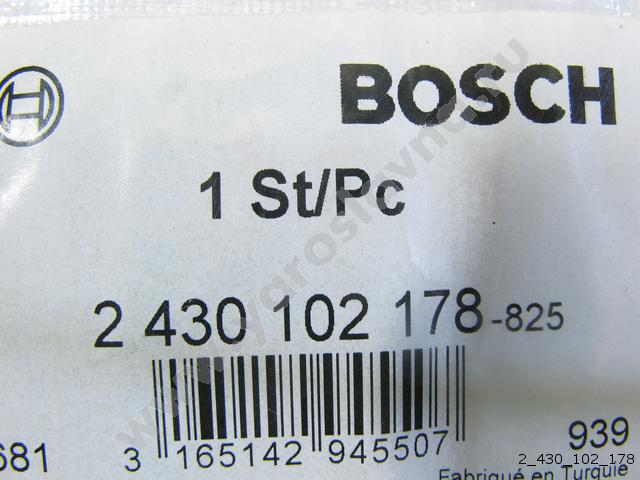 BOSCH
1 St/Pc
2 430 102 178-825
3 165142 945507
681
939
Fabriqué en Turquie
2_430_102_178